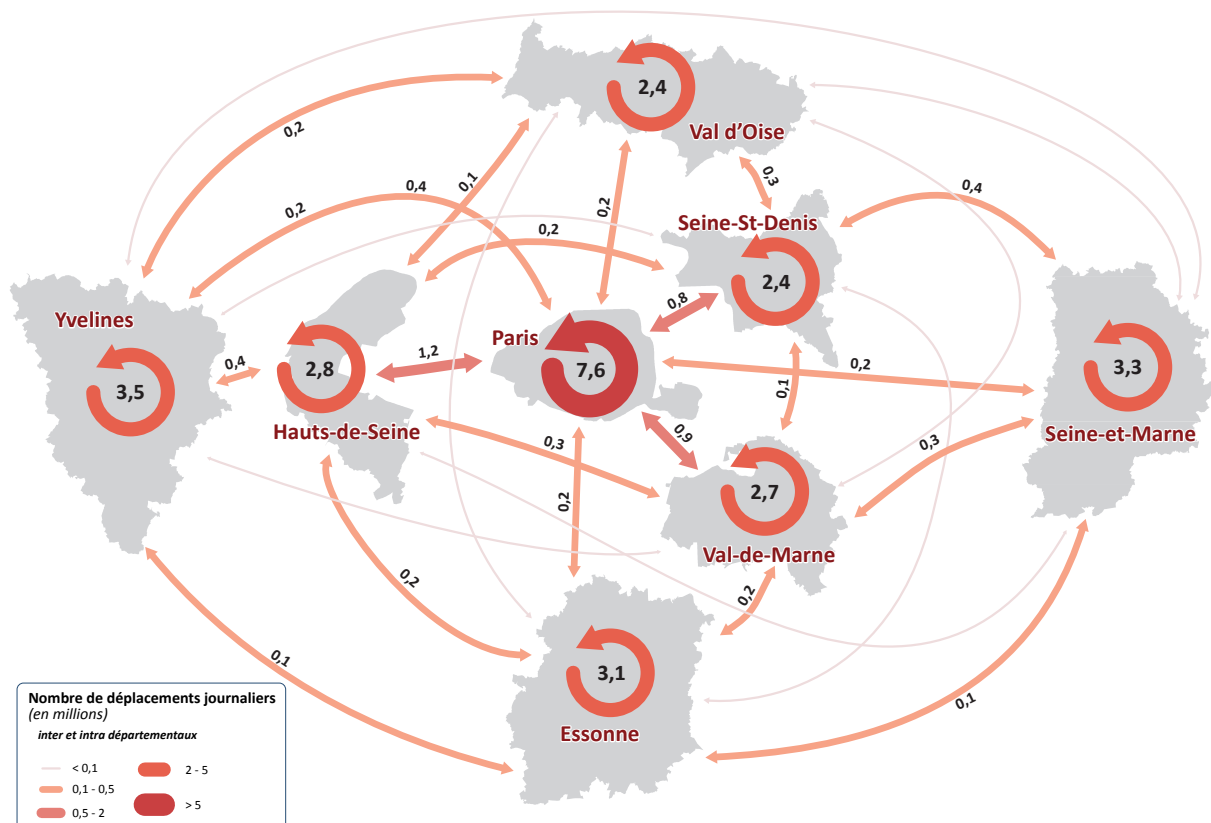 2,4
Val d'Oise
0,2
0,1
0,3
0,2
0,4
0,2
0,4
0,2
Seine-St-Denis
2,4
0,8
Yvelines
3,5
0,4
2,8
Hauts-de-Seine
1,2
Paris
7,6
0,2
0,1
3,3
Seine-et-Marne
0,3
0,9
0,3
2,7
Val-de-Marne
0,2
0,2
0,2
3,1
Essonne
0,1
0,1
Nombre de déplacements journaliers
(en millions)
inter et intra départementaux
< 0,1
2 - 5
0,1 - 0,5
> 5
0,5 - 2